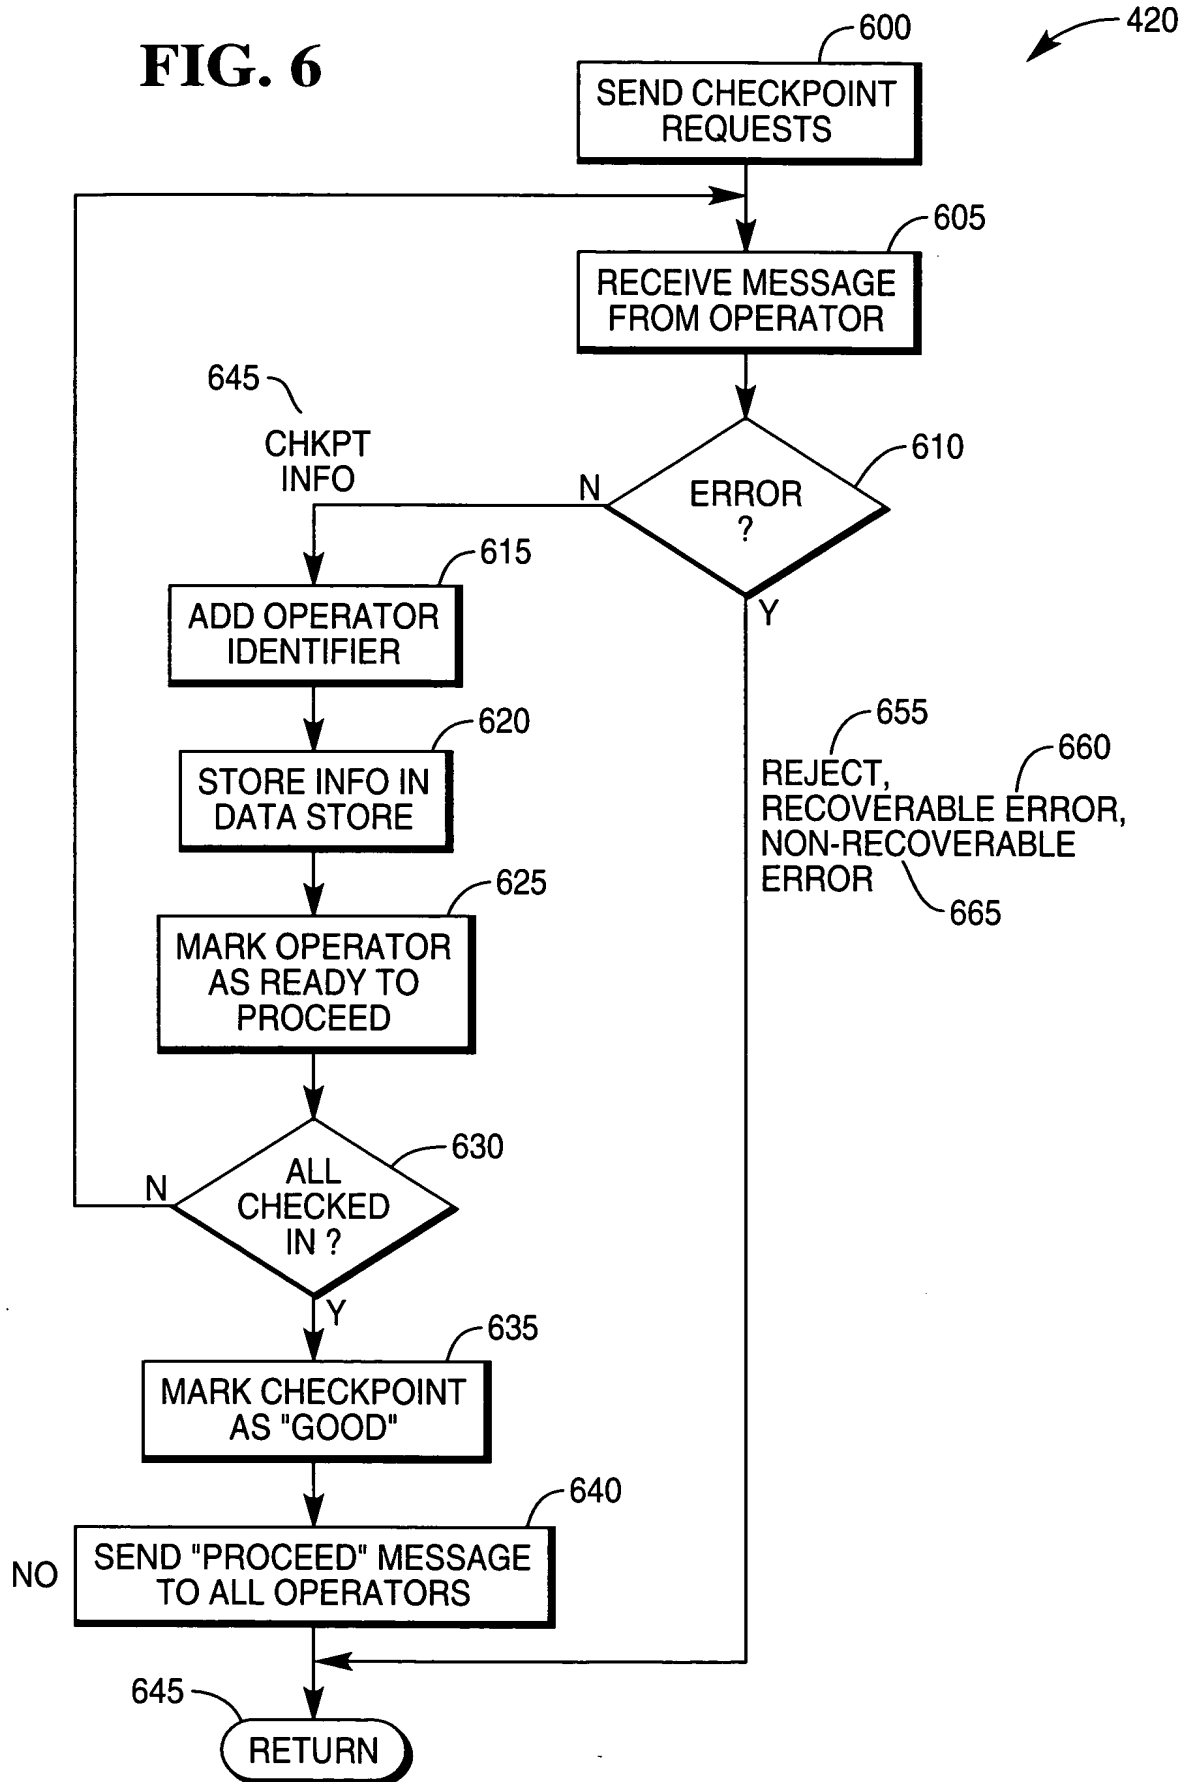 FIG. 6
420
600
SEND CHECKPOINT
REQUESTS
605
RECEIVE MESSAGE
FROM OPERATOR
645
CHKPT
INFO
610
N
ERROR
?
Y
615
ADD OPERATOR
IDENTIFIER
620
STORE INFO IN
DATA STORE
655
660
REJECT,
RECOVERABLE ERROR,
NON-RECOVERABLE
ERROR
665
625
MARK OPERATOR
AS READY TO
PROCEED
630
N
ALL
CHECKED
IN ?
Y
635
MARK CHECKPOINT
AS "GOOD"
640
NO
SEND "PROCEED" MESSAGE
TO ALL OPERATORS
645
RETURN